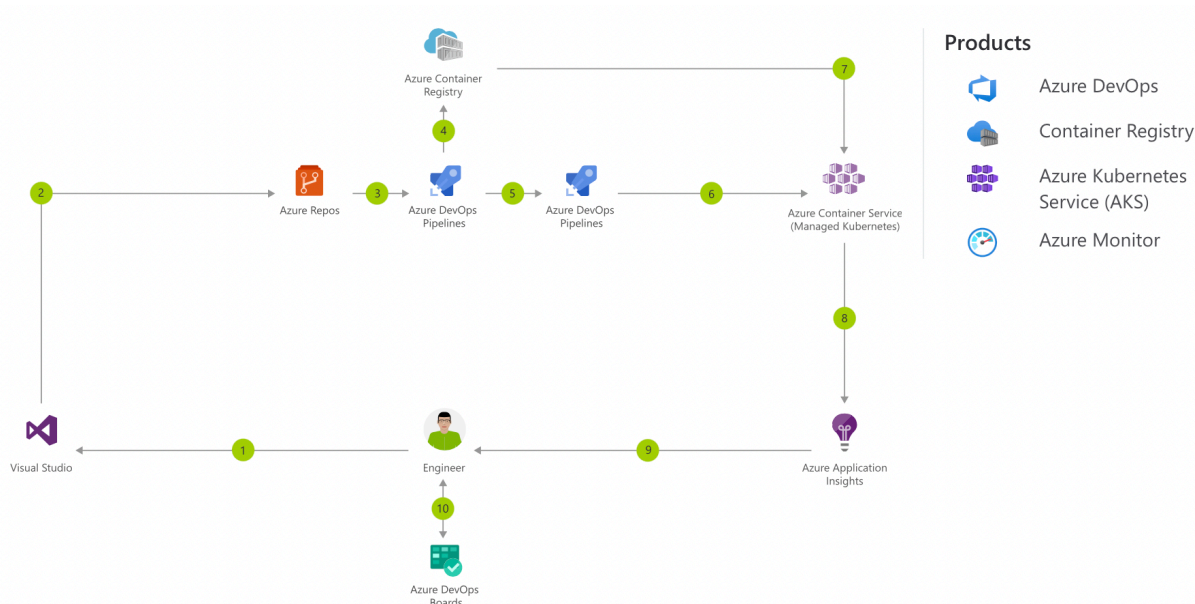 Azure Container
Registry
7
4
2
Azure Repos
3
Azure DevOps
Pipelines
5
Azure DevOps
Pipelines
6
Azure Container Service
(Managed Kubernetes)
8
Visual Studio
1
Engineer
9
Azure Application
Insights
10
Azure DevOps
Boards
Products
Azure DevOps
Container Registry
Azure Kubernetes
Service (AKS)
Azure Monitor